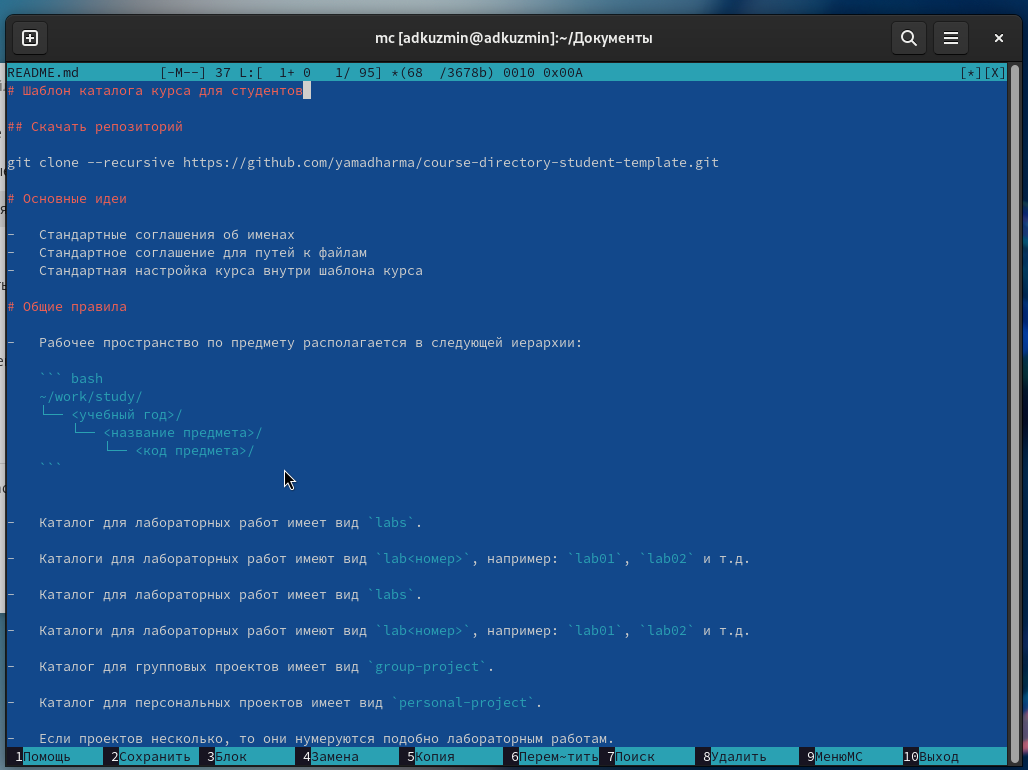 mc [adkuzmin@adkuzmin]:~/Документы
README.md [-M--] 37 L:[ 1+ 0 1/ 95] *(68 /3678b) 0010 0x00A [*][X]
# Шаблон каталога курса для студентов
## Скачать репозиторий
git clone --recursive https://github.com/yamadharma/course-directory-student-template.git
# Основные идеи
- Стандартные соглашения об именах
- Стандартное соглашение для путей к файлам
- Стандартная настройка курса внутри шаблона курса
# Общие правила
- Рабочее пространство по предмету располагается в следующей иерархии:
``` bash
~/work/study/
└── <учебный год>/
└── <название предмета>/
└── <код предмета>/
```
- Каталог для лабораторных работ имеет вид `labs`.
- Каталоги для лабораторных работ имеют вид `lab<номер>`, например: `lab01`, `lab02` и т.д.
- Каталог для лабораторных работ имеет вид `labs`.
- Каталоги для лабораторных работ имеют вид `lab<номер>`, например: `lab01`, `lab02` и т.д.
- Каталог для групповых проектов имеет вид `group-project`.
- Каталог для персональных проектов имеет вид `personal-project`.
- Если проектов несколько, то они нумеруются подобно лабораторным работам.
1Помощь 2Сохранить 3Блок 4Замена 5Копия 6Перем~тить 7Поиск 8Удалить 9МенюMC 10Выход